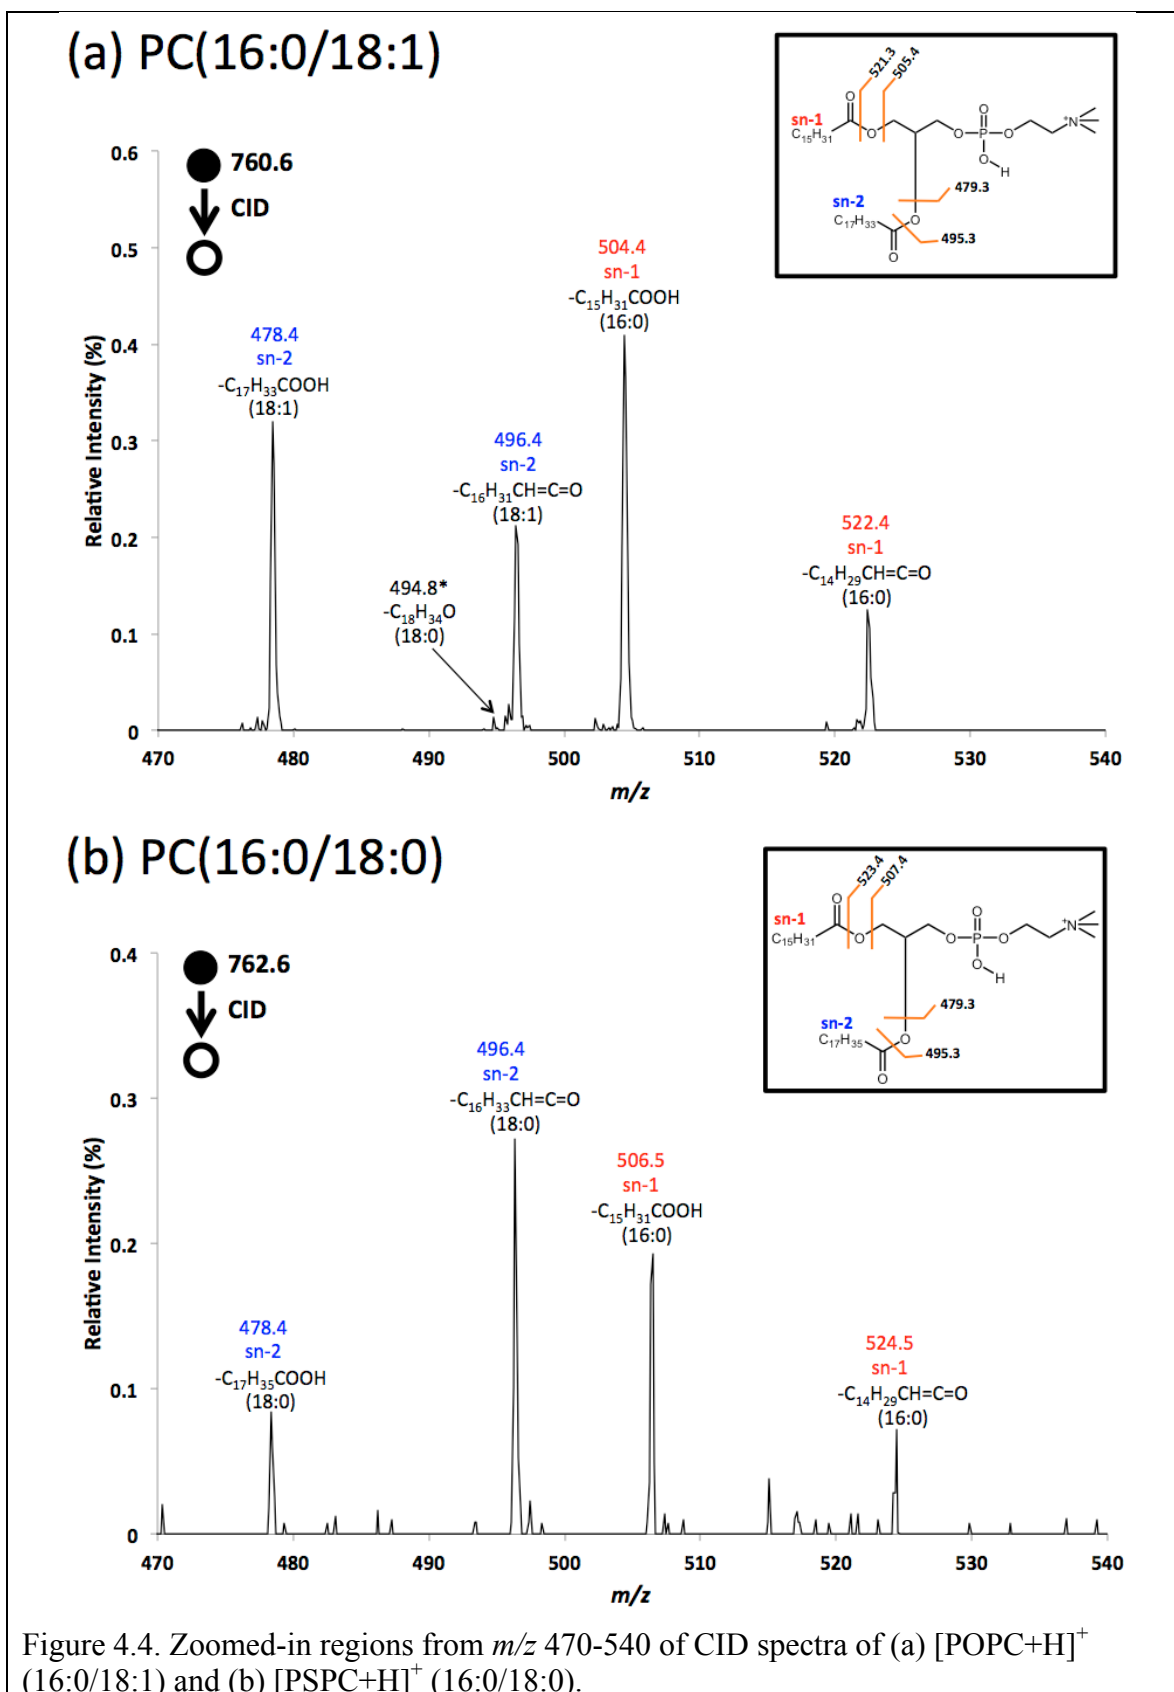 (a) PC(16:0/18:1)
760.6
CID
521.3
505.4
sn-1
C₁₅H₃₁
O
O
O
P
O
O
O
H
⁺N
479.3
sn-2
C₁₇H₃₃
O
O
495.3
504.4
sn-1
-C₁₅H₃₁COOH
(16:0)
478.4
sn-2
-C₁₇H₃₃COOH
(18:1)
496.4
sn-2
-C₁₆H₃₁CH=C=O
(18:1)
522.4
sn-1
-C₁₄H₂₉CH=C=O
(16:0)
494.8*
-C₁₈H₃₄O
(18:0)
Relative Intensity (%)
0.6
0.5
0.4
0.3
0.2
0.1
0
470 480 490 500 510 520 530 540
m/z
(b) PC(16:0/18:0)
762.6
CID
523.4
507.4
sn-1
C₁₅H₃₁
O
O
O
P
O
O
O
H
⁺N
479.3
sn-2
C₁₇H₃₅
O
O
495.3
496.4
sn-2
-C₁₆H₃₃CH=C=O
(18:0)
506.5
sn-1
-C₁₅H₃₁COOH
(16:0)
478.4
sn-2
-C₁₇H₃₅COOH
(18:0)
524.5
sn-1
-C₁₄H₂₉CH=C=O
(16:0)
Relative Intensity (%)
0.4
0.3
0.2
0.1
0
470 480 490 500 510 520 530 540
m/z
Figure 4.4. Zoomed-in regions from m/z 470-540 of CID spectra of (a) [POPC+H]⁺
(16:0/18:1) and (b) [PSPC+H]⁺ (16:0/18:0).